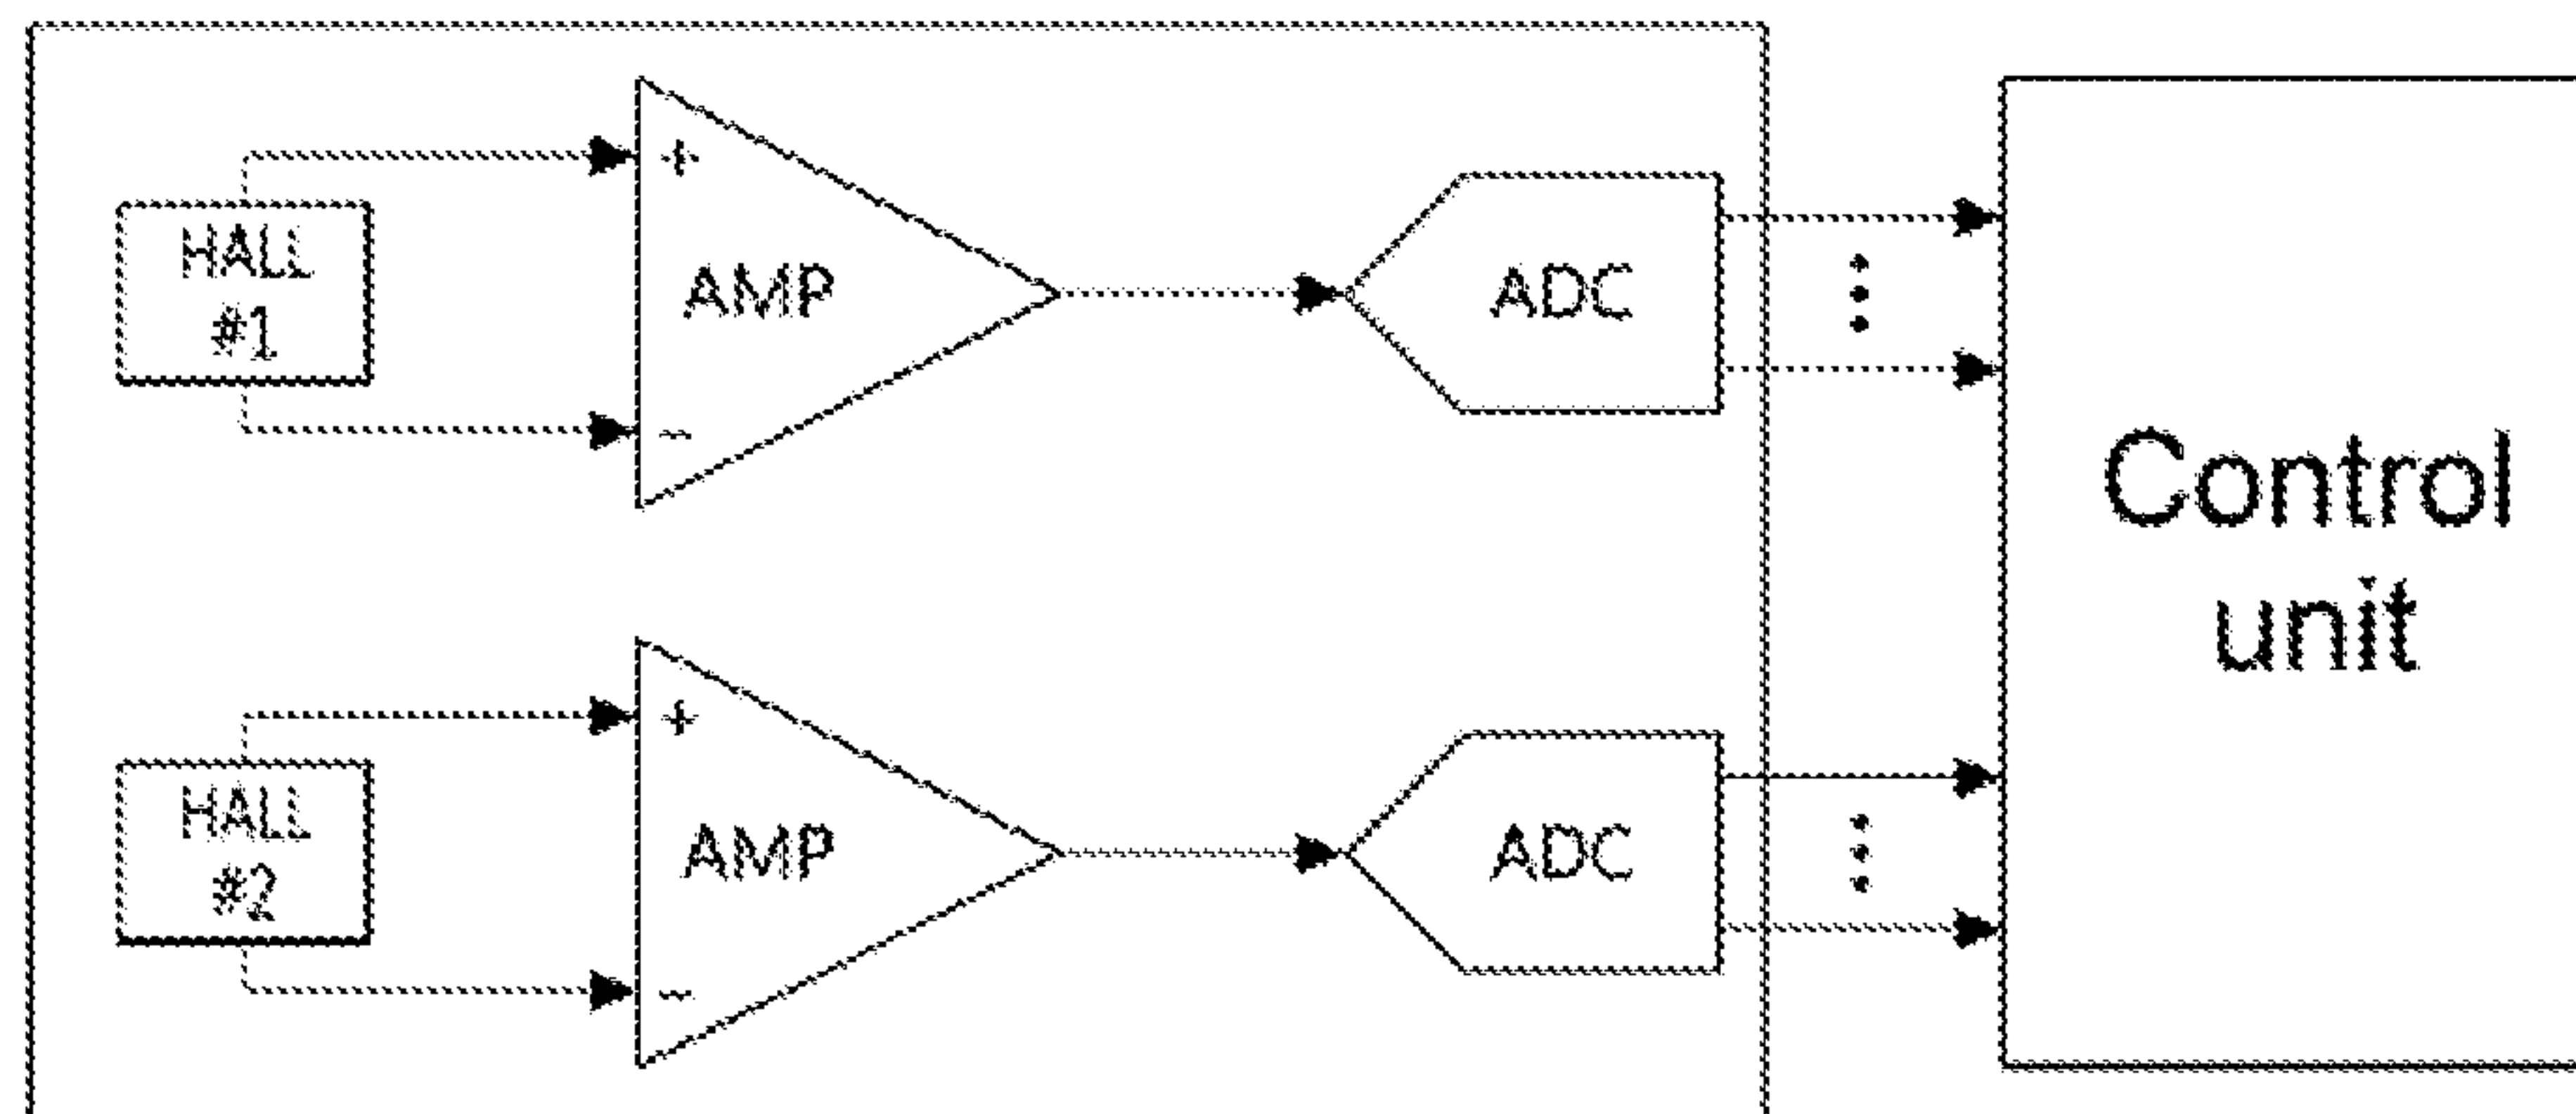 +
HALL
#1
AMP
ADC
−
Control
unit
+
HALL
#2
AMP
ADC
−